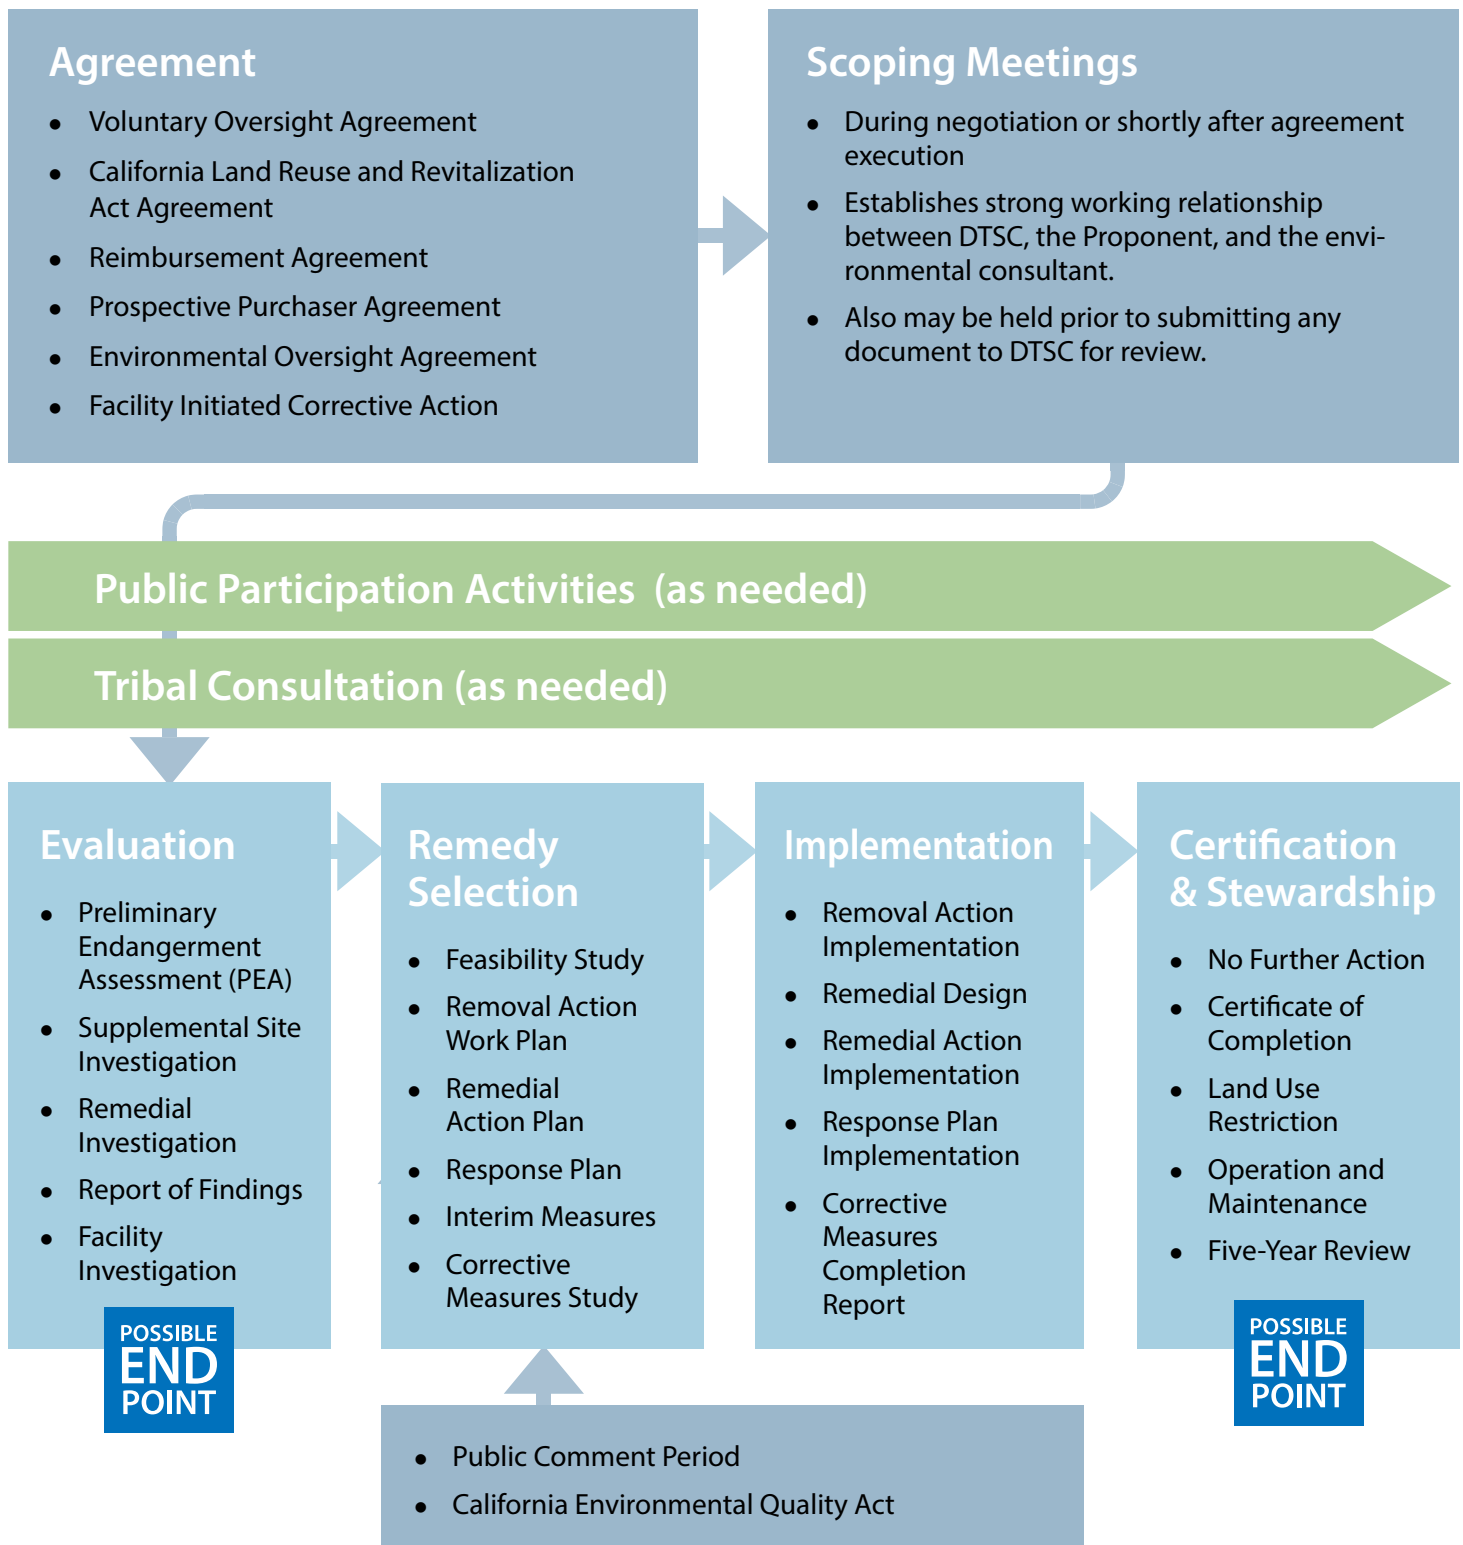 Agreement
• Voluntary Oversight Agreement
• California Land Reuse and Revitalization
Act Agreement
• Reimbursement Agreement
• Prospective Purchaser Agreement
• Environmental Oversight Agreement
• Facility Initiated Corrective Action
Scoping Meetings
• During negotiation or shortly after agreement
execution
• Establishes strong working relationship
between DTSC, the Proponent, and the envi-
ronmental consultant.
• Also may be held prior to submitting any
document to DTSC for review.
Public Participation Activities (as needed)
Tribal Consultation (as needed)
Evaluation
• Preliminary
Endangerment
Assessment (PEA)
• Supplemental Site
Investigation
• Remedial
Investigation
• Report of Findings
• Facility
Investigation
POSSIBLE
END
POINT
Remedy
Selection
• Feasibility Study
• Removal Action
Work Plan
• Remedial
Action Plan
• Response Plan
• Interim Measures
• Corrective
Measures Study
Implementation
• Removal Action
Implementation
• Remedial Design
• Remedial Action
Implementation
• Response Plan
Implementation
• Corrective
Measures
Completion
Report
Certification
& Stewardship
• No Further Action
• Certificate of
Completion
• Land Use
Restriction
• Operation and
Maintenance
• Five-Year Review
POSSIBLE
END
POINT
• Public Comment Period
• California Environmental Quality Act